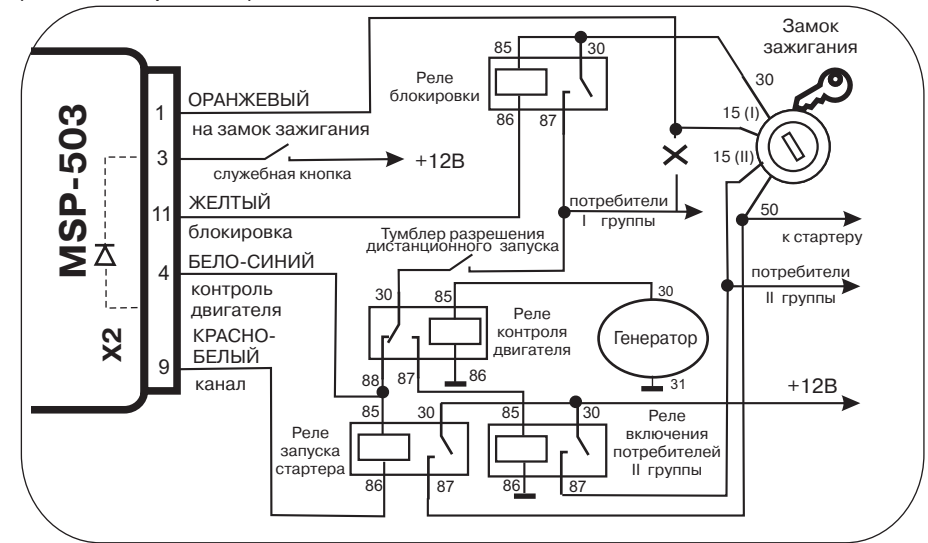 Замок
зажигания
85
30
Реле
блокировки
30
1
ОРАНЖЕВЫЙ
15 (I)
86
87
на замок зажигания
MSP-503
3
+12В
15 (II)
служебная кнопка
11
ЖЕЛТЫЙ
потребители
I группы
50
блокировка
Тумблер разрешения
дистанционного запуска
к стартеру
4
БЕЛО-СИНИЙ
потребители
II группы
контроль
двигателя
30
85
30
Реле
контроля
двигателя
Генератор
X2
КРАСНО-
БЕЛЫЙ
9
канал
88
87
86
31
+12В
85
30
85
30
Реле
запуска
стартера
Реле
включения
потребителей
II группы
86
87
86
87